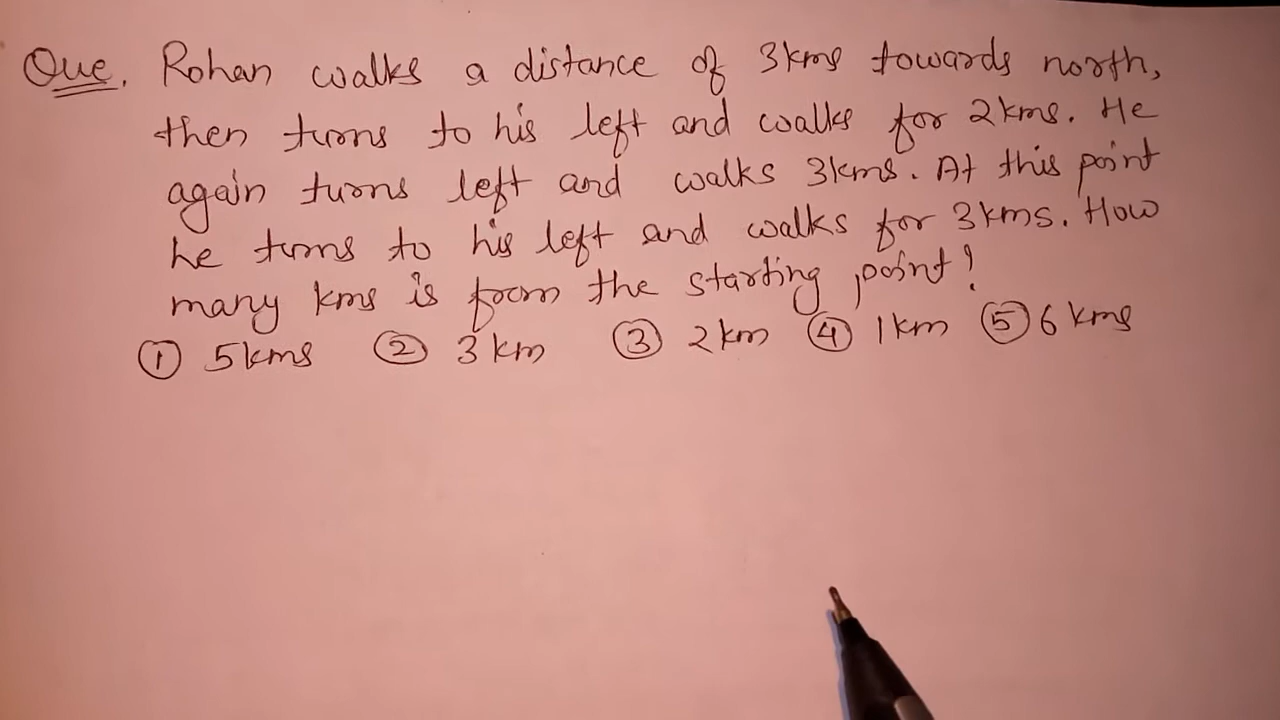 Que. Rohan walks a distance of 3kms towards north,
then turns to his left and walks for 2kms. He
again turns left and walks 3kms. At this point
he turns to his left and walks for 3kms. How
many kms is from the starting point?
① 5kms ② 3 km ③ 2 km ④ 1 km ⑤ 6 kms